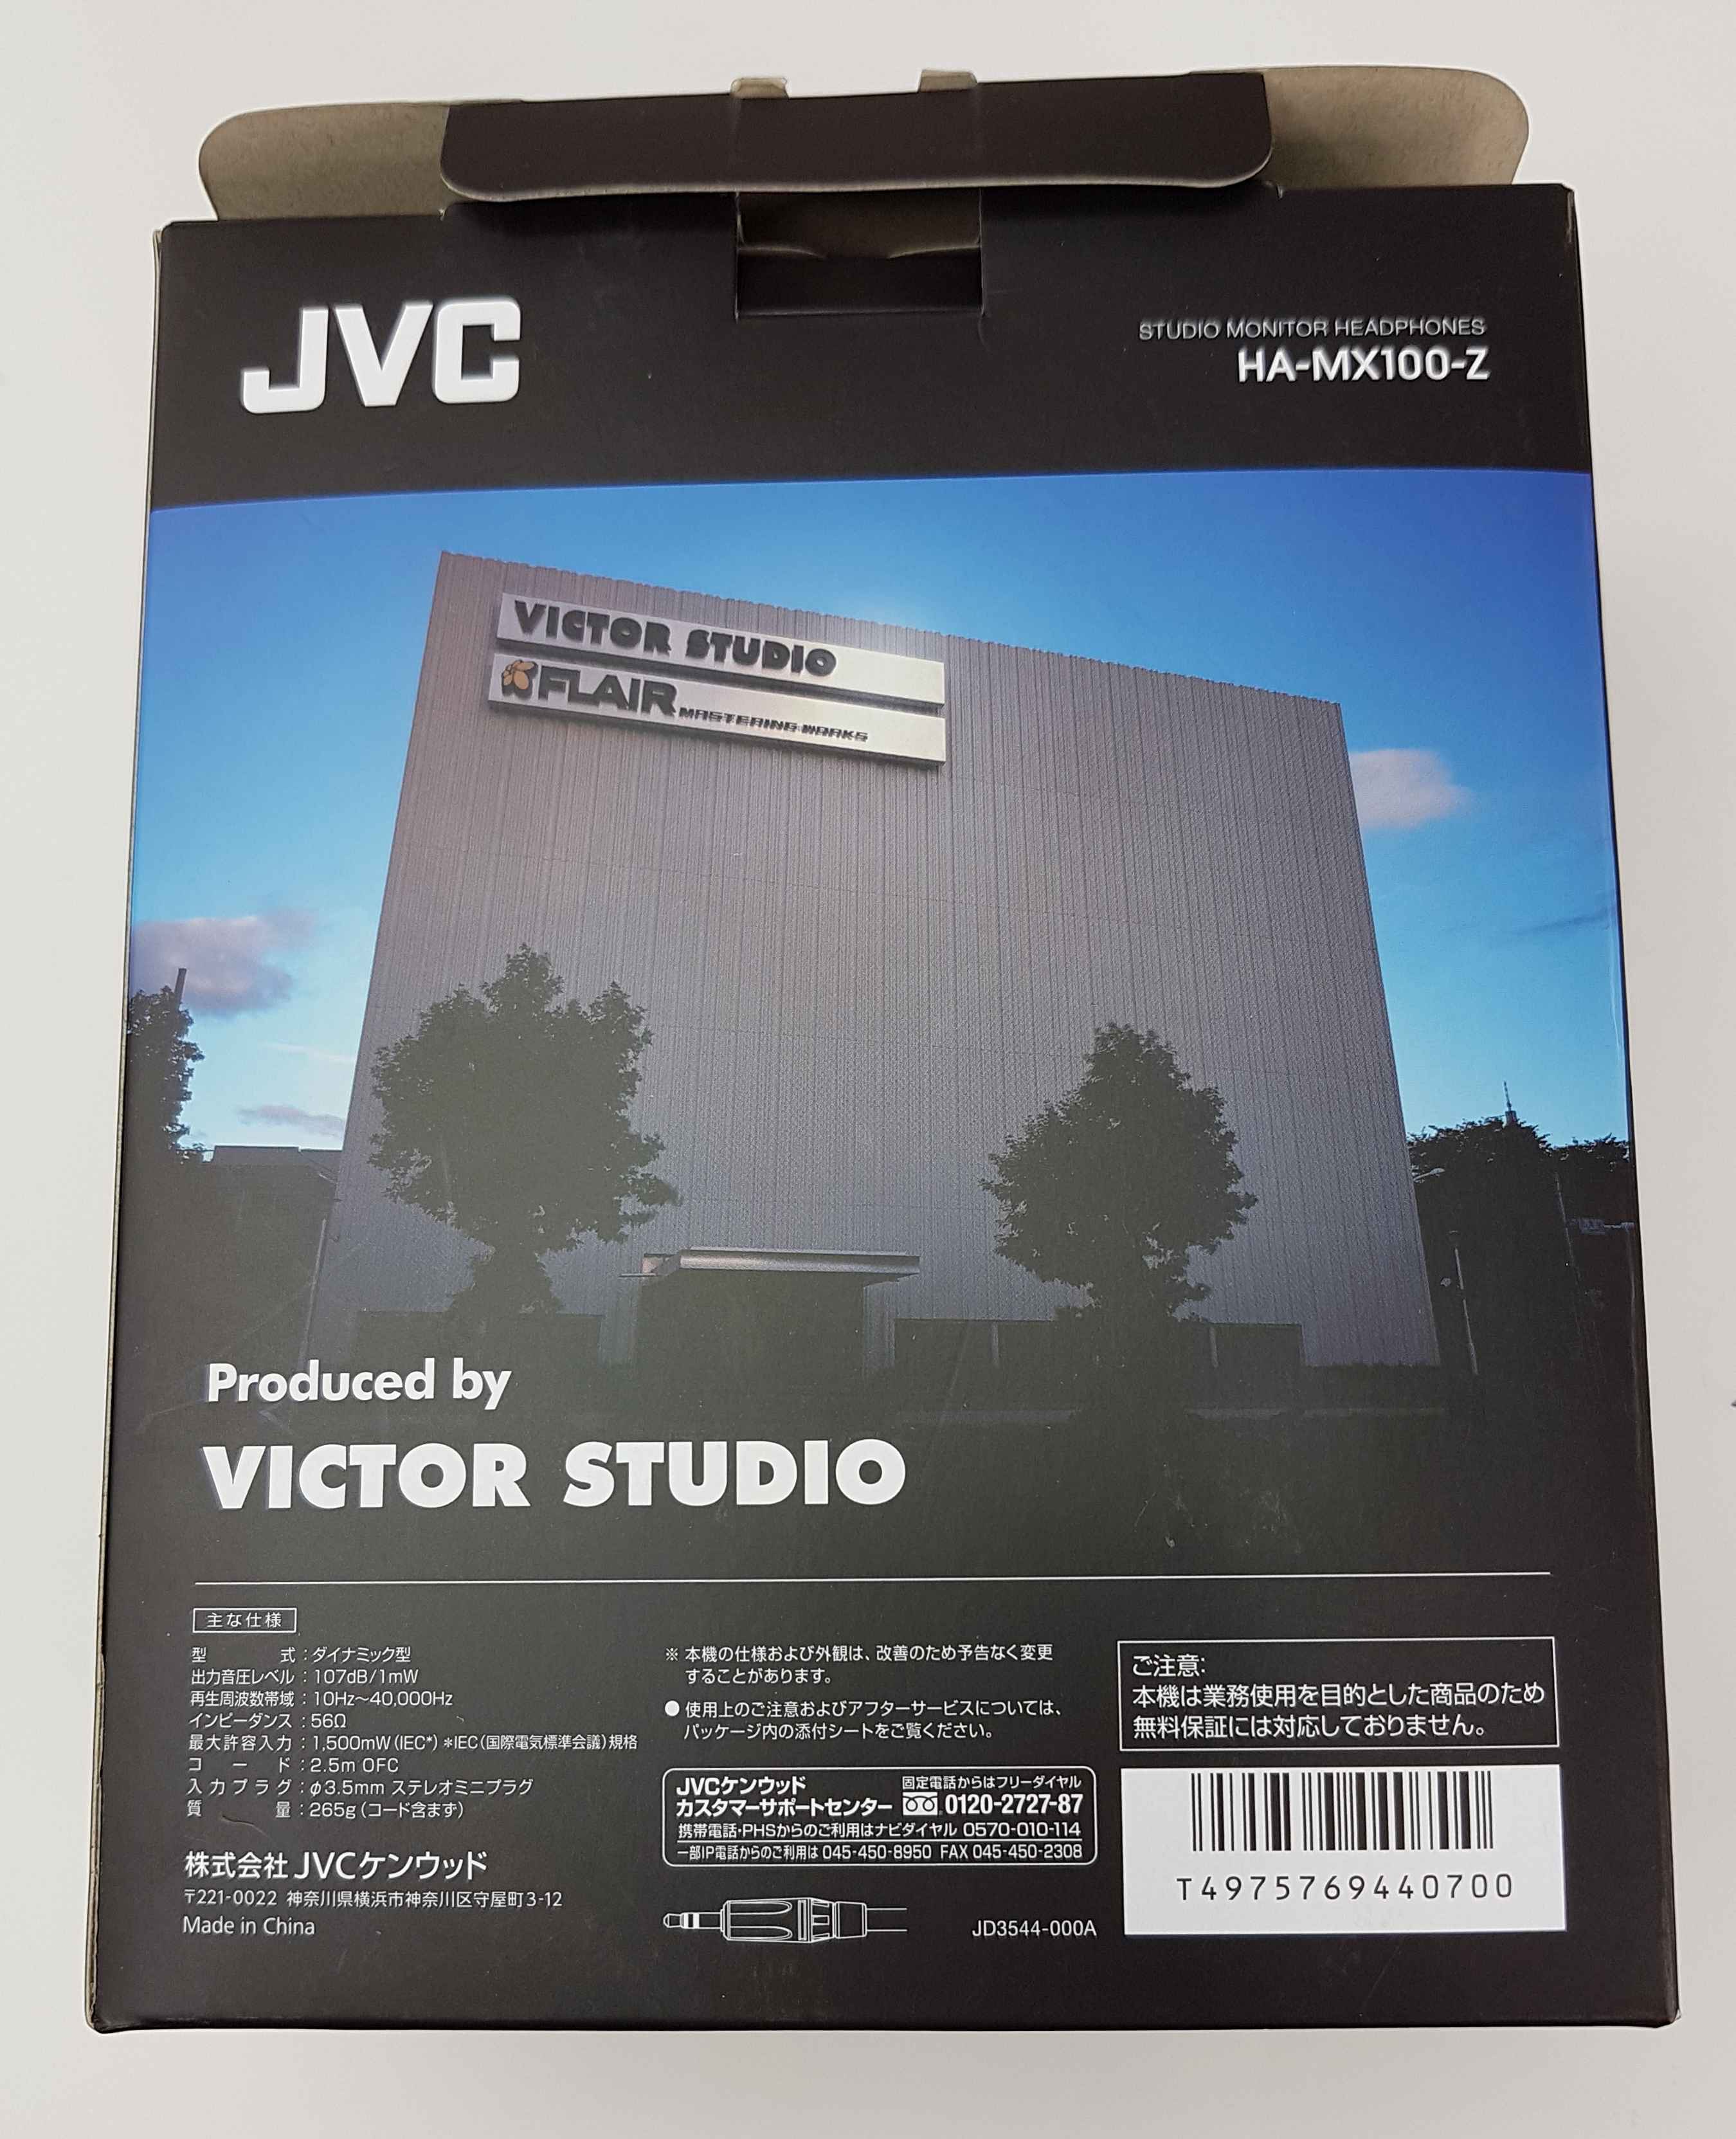 JVC
STUDIO MONITOR HEADPHONES
HA-MX100-Z
VICTOR STUDIO
FLAIR MASTERING WORKS
Produced by
VICTOR STUDIO
主な仕様
型　　式：ダイナミック型
出力音圧レベル：107dB/1mW
再生周波数帯域：10Hz〜40,000Hz
インピーダンス：56Ω
最大許容入力：1,500mW(IEC*) *IEC(国際電気標準会議)規格
コード：2.5m OFC
入力プラグ：φ3.5mm ステレオミニプラグ
質　　量：265g(コード含まず)
株式会社 JVCケンウッド
〒221-0022 神奈川県横浜市神奈川区守屋町3-12
Made in China
※ 本機の仕様および外観は、改善のため予告なく変更
することがあります。
● 使用上のご注意およびアフターサービスについては、
パッケージ内の添付シートをご覧ください。
JVCケンウッド
カスタマーサポートセンター
固定電話からはフリーダイヤル
0120-2727-87
携帯電話・PHSからのご利用はナビダイヤル 0570-010-114
一部IP電話からのご利用は 045-450-8950 FAX 045-450-2308
JD3544-000A
ご注意:
本機は業務使用を目的とした商品のため
無料保証には対応しておりません。
T4975769440700